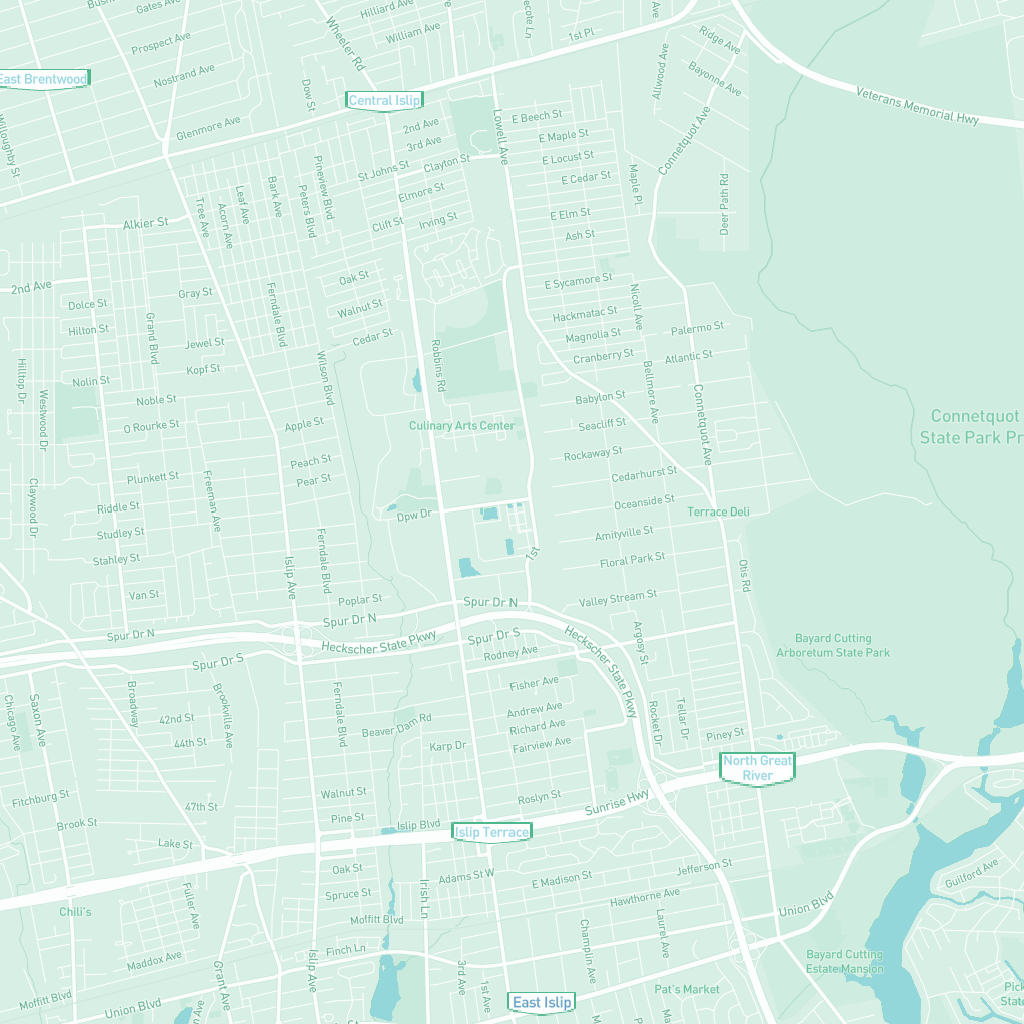 Gates Ave
Hilliard Ave
William Ave
Wheeler Rd
1st Pl
Ridge Ave
Prospect Ave
Allwood Ave
Bayonne Ave
Nostrand Ave
East Brentwood
Dow St
Central Islip
Veterans Memorial Hwy
Glenmore Ave
2nd Ave
3rd Ave
Lowell Ave
E Beech St
E Maple St
Connetquot Ave
Willoughby St
St Johns St
Clayton St
E Locust St
E Cedar St
Maple Pl
Deer Path Rd
Pineview Blvd
Peters Blvd
Bark Ave
Leaf Ave
Acorn Ave
Tree Ave
Elmore St
Clift St
Irving St
E Elm St
Ash St
Alkier St
2nd Ave
Oak St
Walnut St
Cedar St
E Sycamore St
Nicoll Ave
Hackmatac St
Magnolia St
Cranberry St
Palermo St
Atlantic St
Gray St
Dolce St
Hilton St
Grand Blvd
Ferndale Blvd
Jewel St
Kopf St
Wilson Blvd
Robbins Rd
Bellmore Ave
Hilltop Dr
Westwood Dr
Nolin St
Noble St
Babylon St
Connetquot Ave
Connetquot
State Park Pr
O Rourke St
Apple St
Culinary Arts Center
Seacliff St
Rockaway St
Peach St
Pear St
Plunkett St
Freeman Ave
Cedarhurst St
Claywood Dr
Riddle St
Dpw Dr
Oceanside St
Terrace Deli
Studley St
Stahley St
Ferndale Blvd
Amityville St
Floral Park St
1st
Islip Ave
Otis Rd
Van St
Poplar St
Valley Stream St
Spur Dr N
Spur Dr N
Spur Dr N
Heckscher State Pkwy
Spur Dr S
Spur Dr S
Heckscher State Pkwy
Argosy St
Bayard Cutting
Arboretum State Park
Rodney Ave
Fisher Ave
Chicago Ave
Saxon Ave
Broadway
Brookville Ave
Ferndale Blvd
42nd St
44th St
Beaver Dam Rd
Andrew Ave
Richard Ave
Fairview Ave
Karp Dr
Rocket Dr
Tellar Dr
Piney St
North Great
River
Fitchburg St
Brook St
47th St
Walnut St
Pine St
Roslyn St
Sunrise Hwy
Islip Blvd
Islip Terrace
Lake St
Oak St
Spruce St
Adams St W
E Madison St
Jefferson St
Guilford Ave
Chili's
Fuller Ave
Irish Ln
Moffitt Blvd
Hawthorne Ave
Union Blvd
Champlin Ave
Laurel Ave
Maddox Ave
Finch Ln
Bayard Cutting
Estate Mansion
Moffitt Blvd
Union Blvd
Grant Ave
Islip Ave
3rd Ave
1st Ave
East Islip
Pat's Market